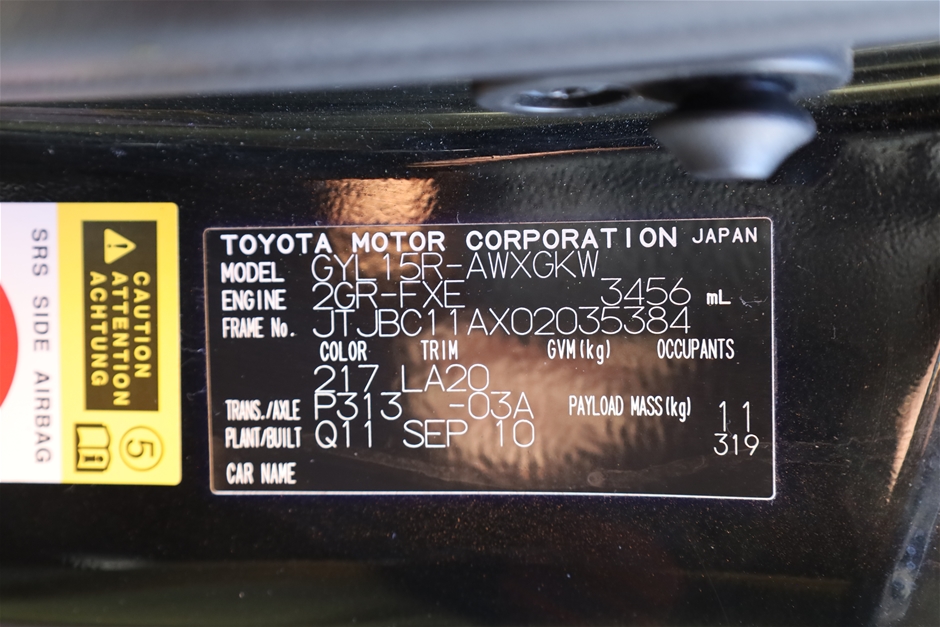 SRS SIDE AIRBAG
CAUTION
ATTENTION
ACHTUNG
5
TOYOTA MOTOR CORPORATION JAPAN
MODEL GYL15R-AWXGKW
ENGINE 2GR-FXE 3456 mL
FRAME No. JTJBC11AX02035384
COLOR TRIM GVM(kg) OCCUPANTS
217 LA20
TRANS./AXLE P313 -03A PAYLOAD MASS(kg) 11
PLANT/BUILT Q11 SEP 10 319
CAR NAME